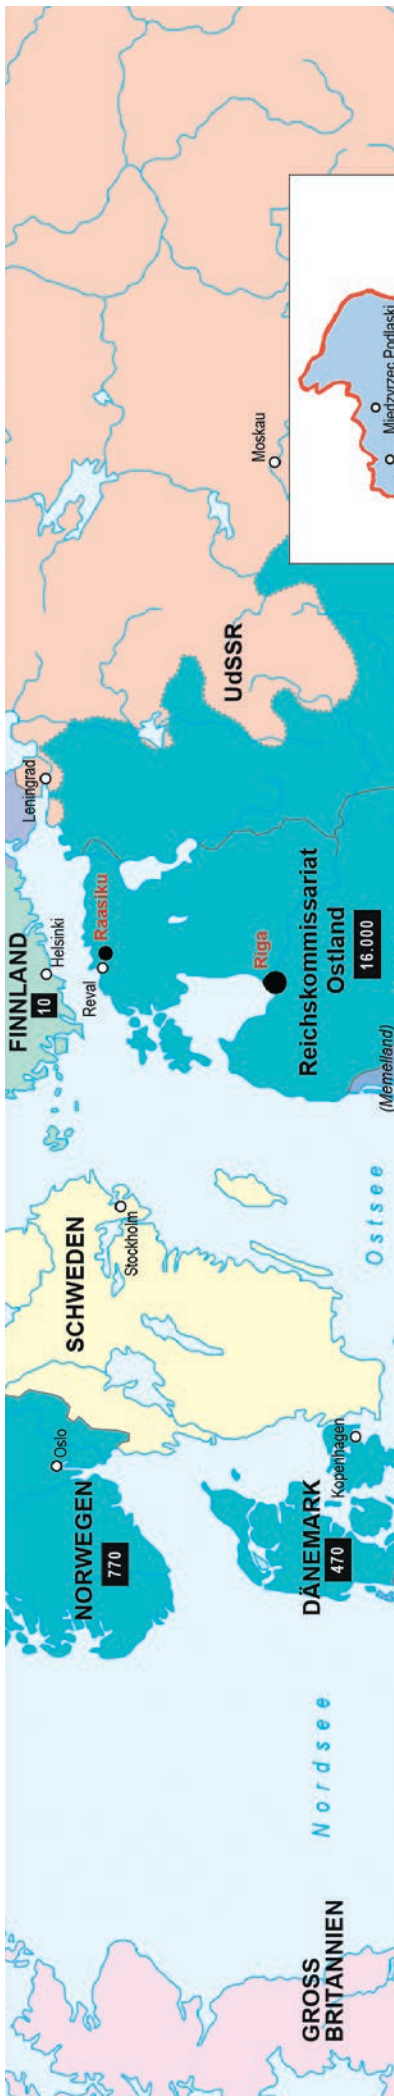 FINNLAND
10
Helsinki
Leningrad
Reval
Raasiku
Riga
Reichskommissariat
Ostland
16.000
(Memelland)
UdSSR
Moskau
Miedzyrzec Podlaski
SCHWEDEN
Stockholm
Ostsee
NORWEGEN
770
Oslo
DÄNEMARK
470
Kopenhagen
Nordsee
GROSS
BRITANNIEN